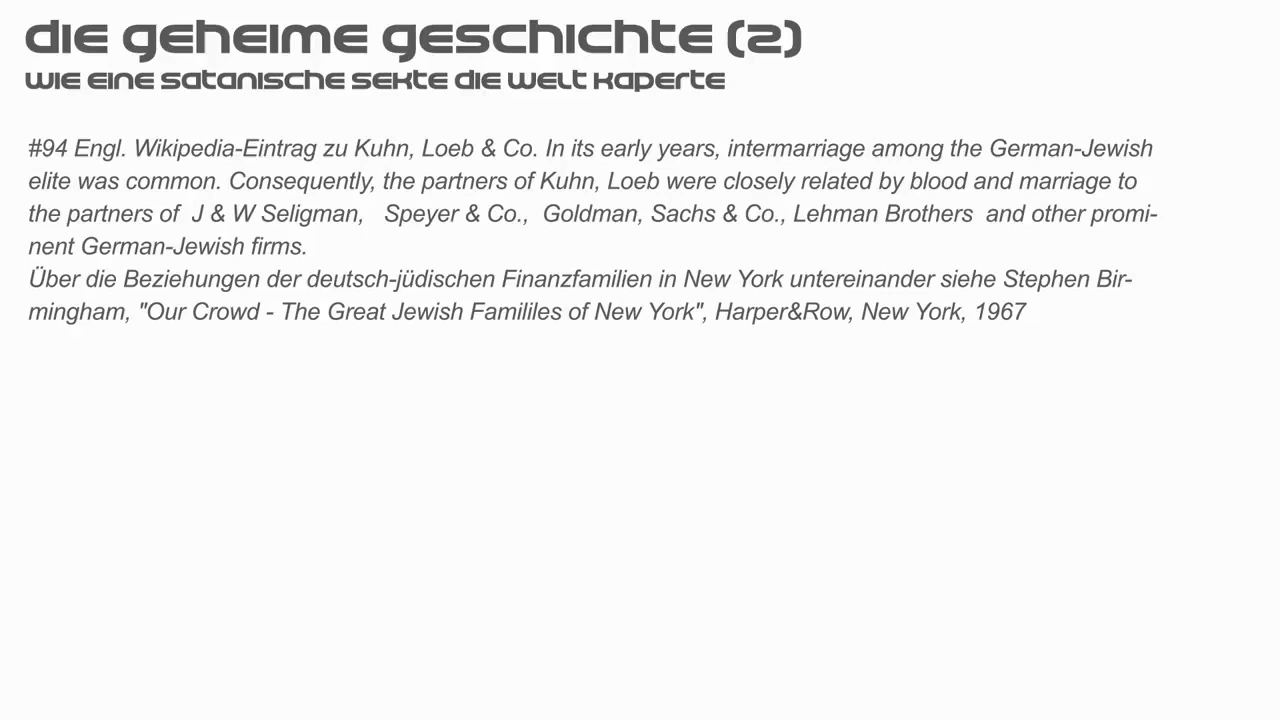 die geheime geschichte (2)
wie eine satanische sekte die welt kaperte
#94 Engl. Wikipedia-Eintrag zu Kuhn, Loeb & Co. In its early years, intermarriage among the German-Jewish
elite was common. Consequently, the partners of Kuhn, Loeb were closely related by blood and marriage to
the partners of J & W Seligman, Speyer & Co., Goldman, Sachs & Co., Lehman Brothers and other promi-
nent German-Jewish firms.
Über die Beziehungen der deutsch-jüdischen Finanzfamilien in New York untereinander siehe Stephen Bir-
mingham, "Our Crowd - The Great Jewish Famililes of New York", Harper&Row, New York, 1967